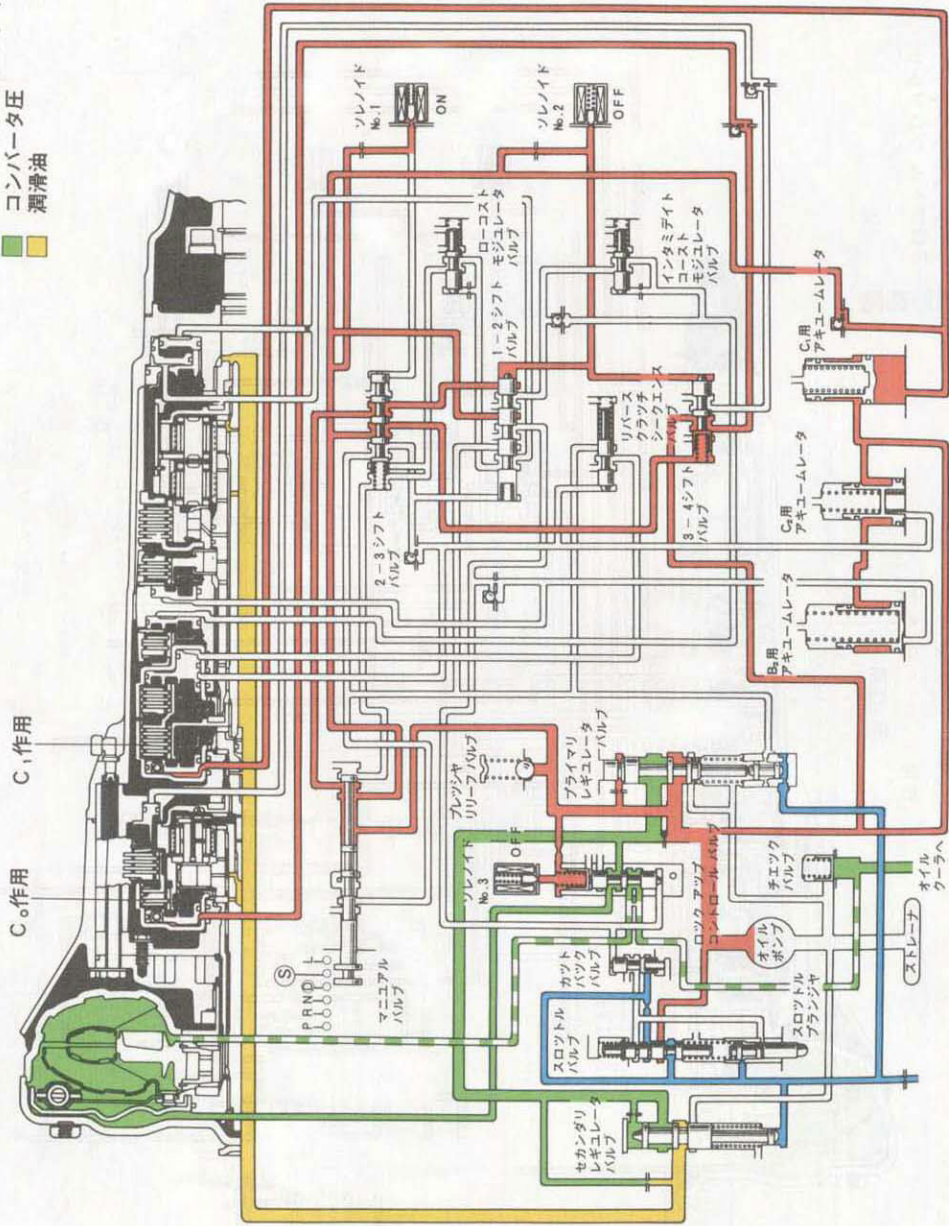 コンバータ圧
潤滑油
C₀作用
C₁作用
ソレノイド
No.1
ON
ソレノイド
No.2
OFF
ローコースト
モジュレータ
バルブ
1-2シフト
バルブ
インタミデイト
コースト
モジュレータ
バルブ
2-3シフト
バルブ
リバース
クラッチ
シークエンス
バルブ
3-4シフト
バルブ
C₁用
アキュームレータ
C₂用
アキュームレータ
B₂用
アキュームレータ
P R N D
S
L
マニュアル
バルブ
プレッシャ
リリーフバルブ
プライマリ
レギュレータ
バルブ
ソレノイド
No.3
OFF
ロック アップ
コントロール バルブ
カットバック
バルブ
スロットル
バルブ
セカンダリ
レギュレータ
バルブ
チェック
バルブ
オイル
ポンプ
スロットル
プランジャ
オイル
クーラへ
ストレーナ